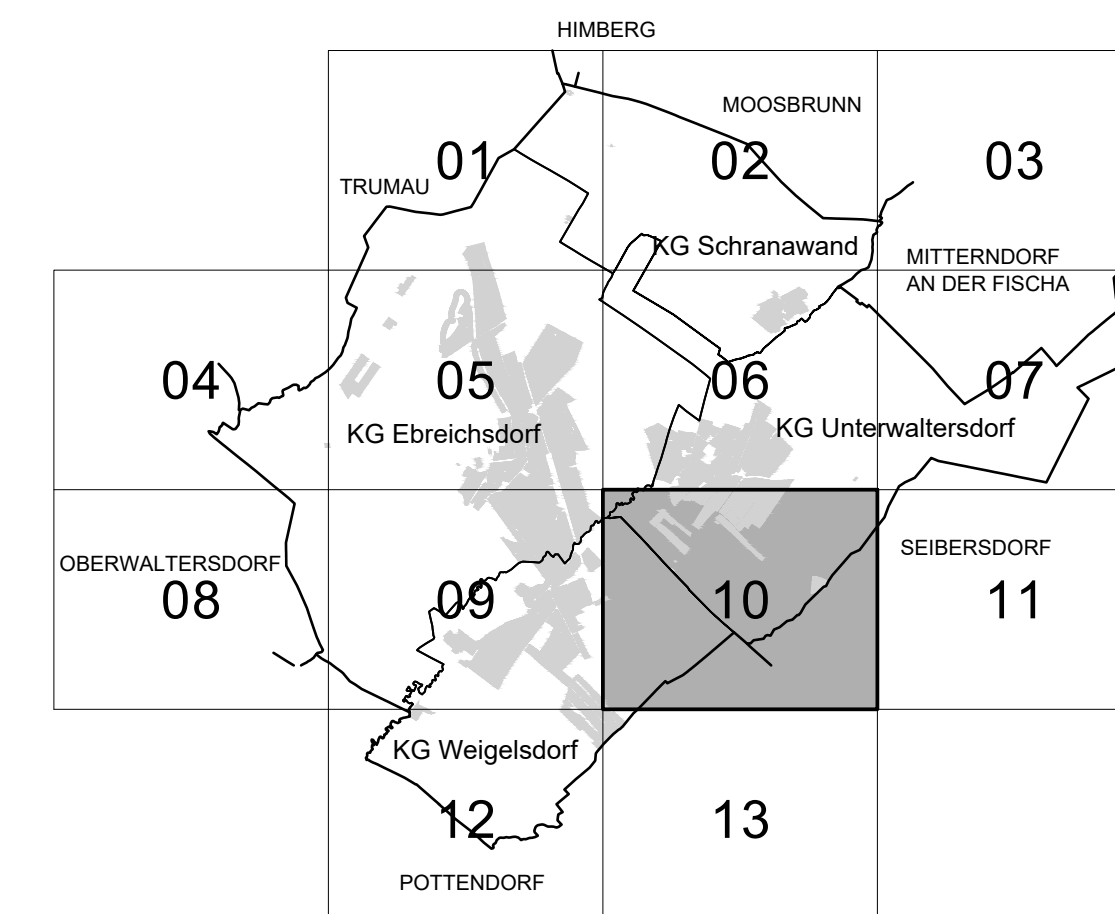 HIMBERG
MOOSBRUNN
01
02
03
TRUMAU
KG Schranawand
MITTERNDORF
AN DER FISCHA
04
05
06
07
KG Ebreichsdorf
KG Unterwaltersdorf
OBERWALTERSDORF
SEIBERSDORF
08
09
10
11
KG Weigelsdorf
12
13
POTTENDORF